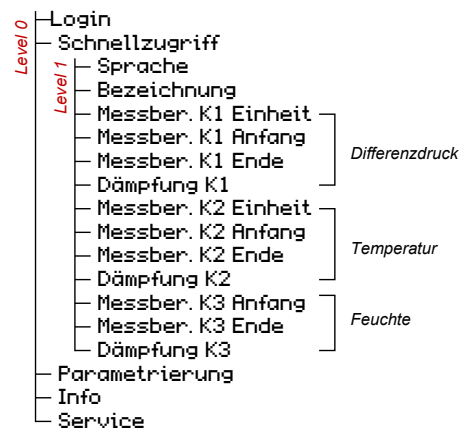 Level 0
Login
Schnellzugriff
Level 1
Sprache
Bezeichnung
Messber. K1 Einheit
Messber. K1 Anfang
Messber. K1 Ende
Dämpfung K1
Differenzdruck
Messber. K2 Einheit
Messber. K2 Anfang
Messber. K2 Ende
Dämpfung K2
Temperatur
Messber. K3 Anfang
Messber. K3 Ende
Dämpfung K3
Feuchte
Parametrierung
Info
Service